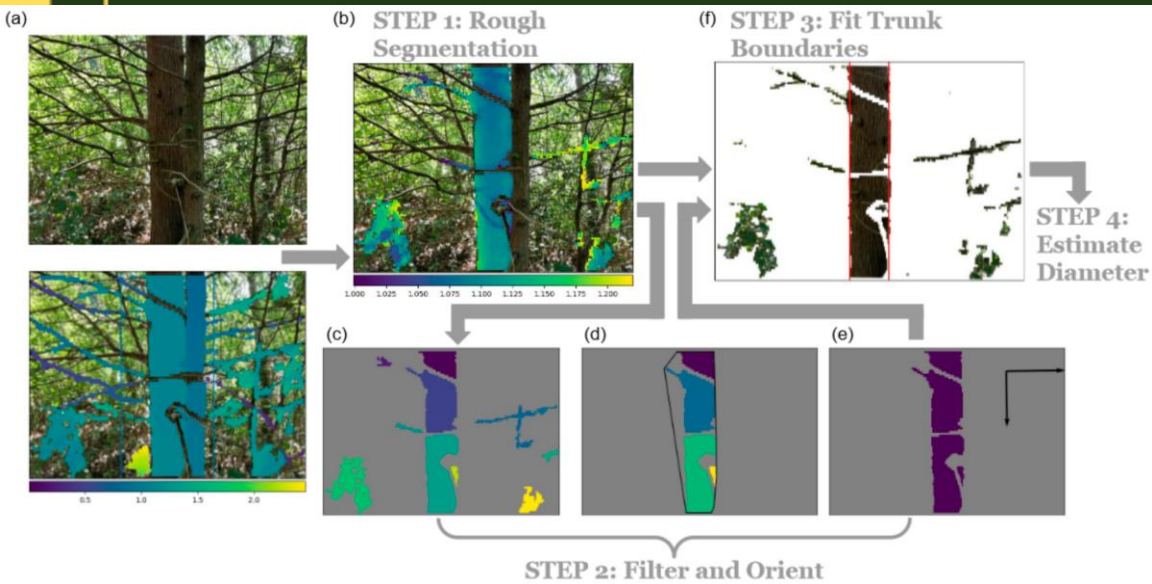 (a)
(b)
STEP 1: Rough
Segmentation
(f)
STEP 3: Fit Trunk
Boundaries
STEP 4:
Estimate
Diameter
1.000 1.025 1.050 1.075 1.100 1.125 1.150 1.175 1.200
0.5 1.0 1.5 2.0
(c)
(d)
(e)
STEP 2: Filter and Orient